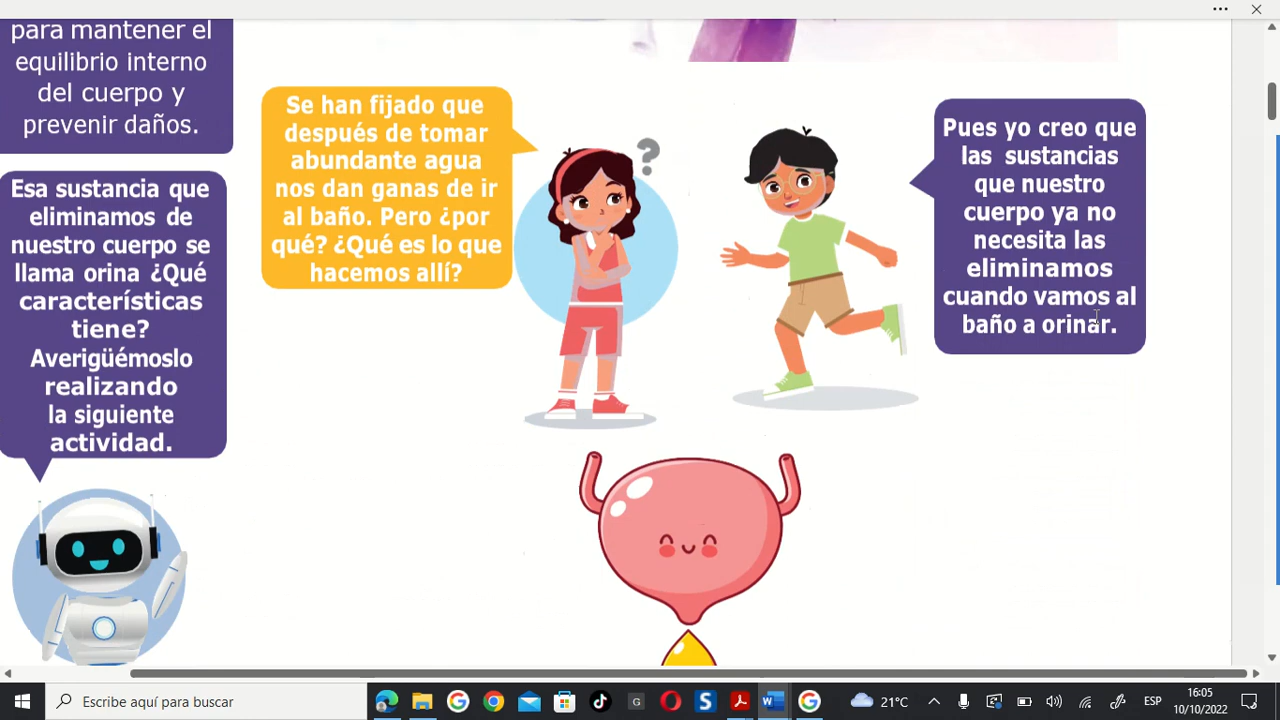 para mantener el
equilibrio interno
del cuerpo y
prevenir daños.
Esa sustancia que
eliminamos de
nuestro cuerpo se
llama orina ¿Qué
características
tiene?
Averigüémoslo
realizando
la siguiente
actividad.
Se han fijado que
después de tomar
abundante agua
nos dan ganas de ir
al baño. Pero ¿por
qué? ¿Qué es lo que
hacemos allí?
?
Pues yo creo que
las sustancias
que nuestro
cuerpo ya no
necesita las
eliminamos
cuando vamos al
baño a orinar.
Escribe aquí para buscar
21°C
ESP
16:05
10/10/2022